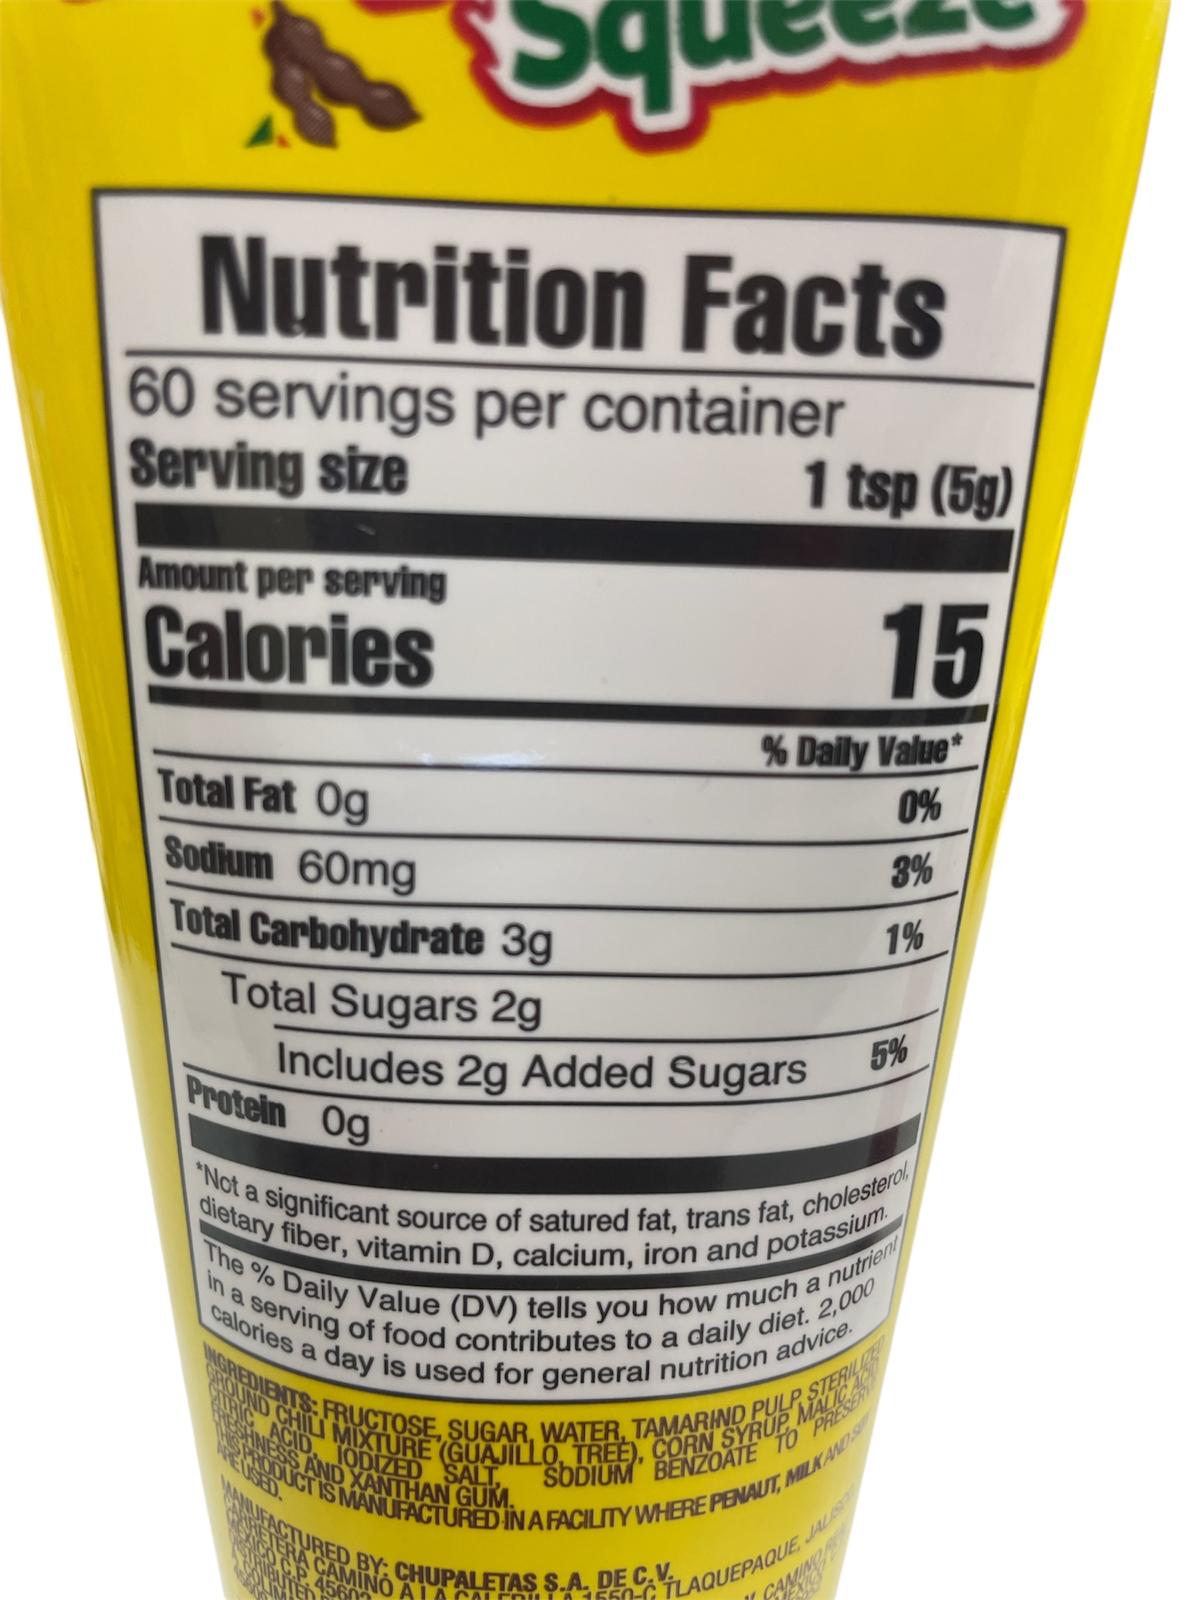 Squeeze
Nutrition Facts
60 servings per container
Serving size 1 tsp (5g)
Amount per serving
Calories 15
% Daily Value*
Total Fat 0g 0%
Sodium 60mg 3%
Total Carbohydrate 3g 1%
Total Sugars 2g
Includes 2g Added Sugars 5%
Protein 0g
*Not a significant source of satured fat, trans fat, cholesterol,
dietary fiber, vitamin D, calcium, iron and potassium.
The % Daily Value (DV) tells you how much a nutrient
in a serving of food contributes to a daily diet. 2,000
calories a day is used for general nutrition advice.
INGREDIENTS: FRUCTOSE, SUGAR, WATER, TAMARIND PULP, STERILIZED
GROUND CHILI MIXTURE (GUAJILLO, TREE), CORN SYRUP, MALIC ACID,
CITRIC ACID, IODIZED SALT, SODIUM BENZOATE TO PRESERVE
FRESHNESS AND XANTHAN GUM.
THIS PRODUCT IS MANUFACTURED IN A FACILITY WHERE PENAUT, MILK AND
ARE USED.
MANUFACTURED BY: CHUPALETAS S.A. DE C.V.
CARRETERA CAMINO A LA 1550-C TLAQUEPAQUE, JALISCO
MEXICO C.P. 45602
CAMINO